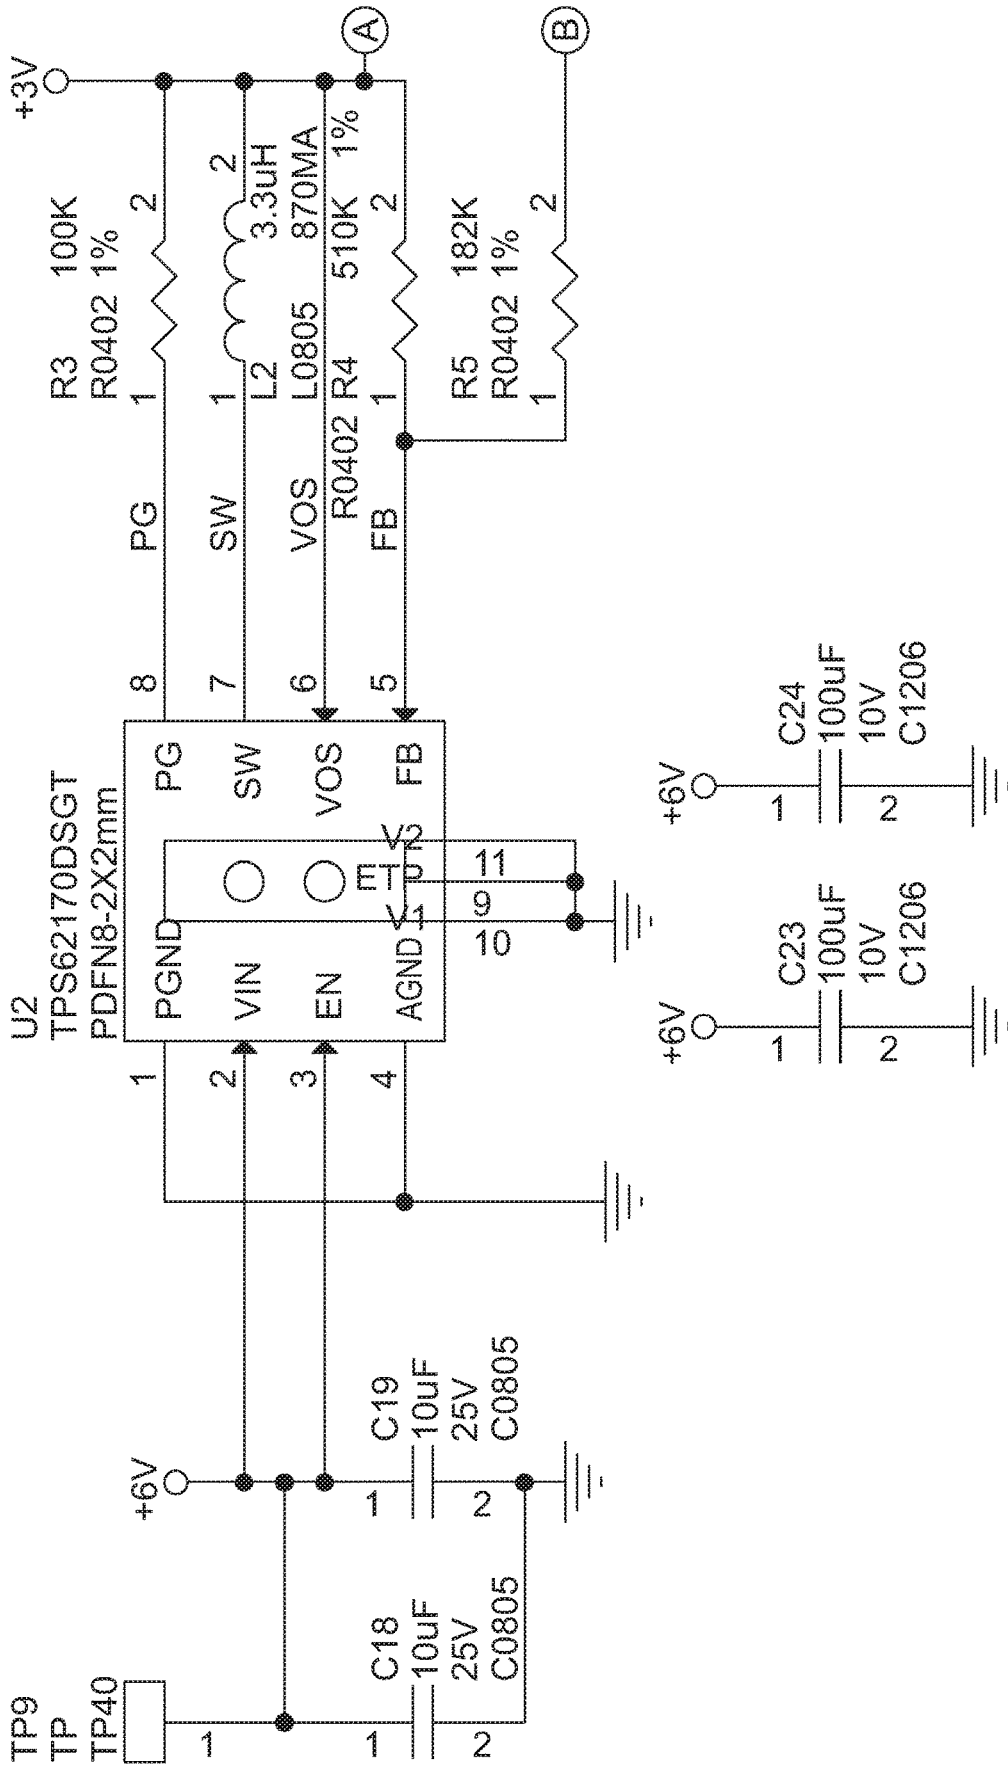 TP9
TP
TP40
1
+6V
1
C18
10uF
25V
C0805
2
1
C19
10uF
25V
C0805
2
U2
TPS62170DSGT
PDFN8-2X2mm
1
2
3
4
PGND
VIN
EN
AGND
V1
ETP
V2
10
9
11
PG
SW
VOS
FB
8
7
6
5
PG
SW
VOS
FB
R3 100K
R0402 1%
1
2
1
2
L2 3.3uH
L0805 870MA
R4 510K 1%
R0402
1
2
R5 182K
R0402 1%
1
2
+3V
A
B
+6V
1
C23
100uF
10V
C1206
2
+6V
1
C24
100uF
10V
C1206
2